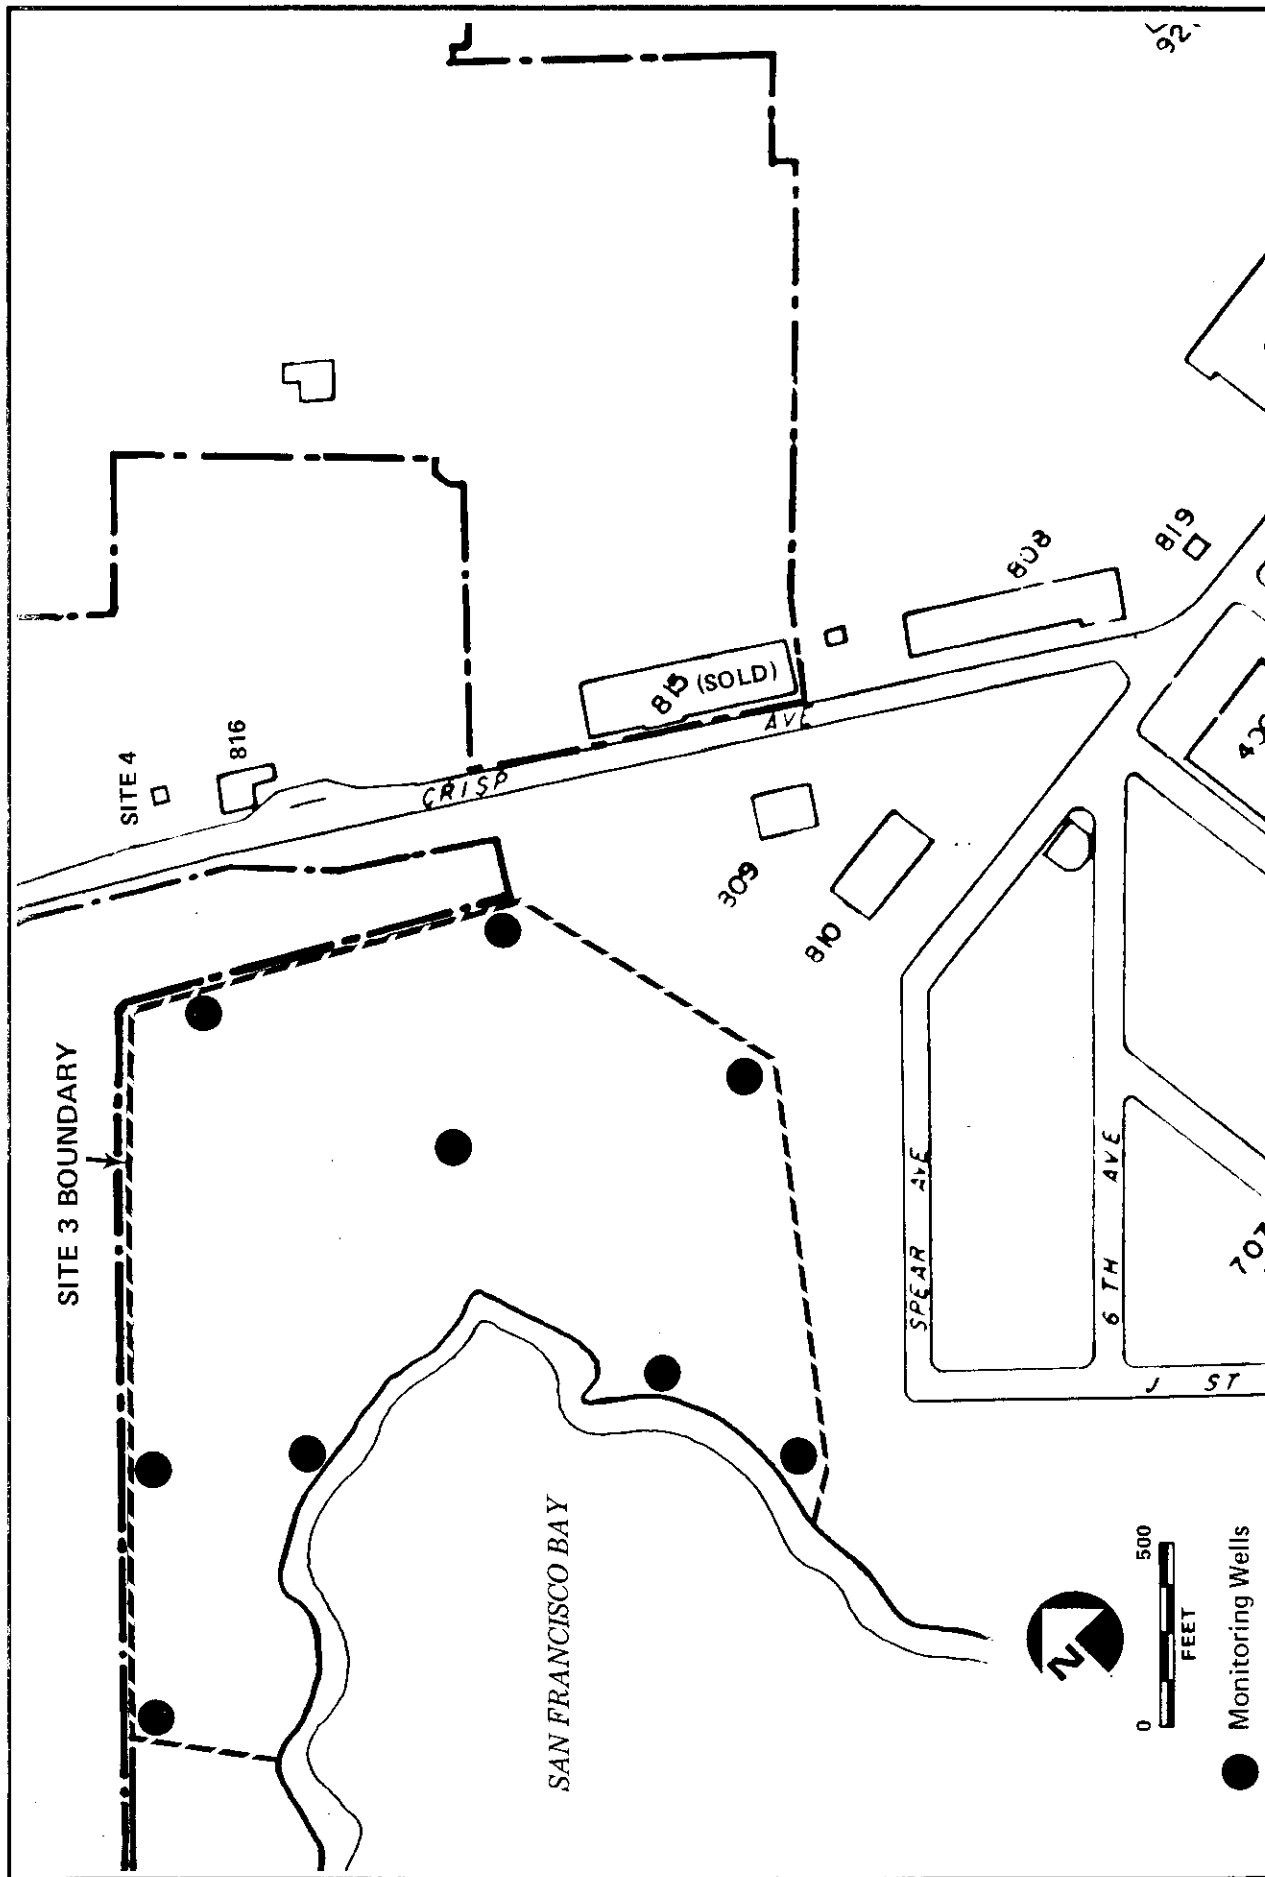 SITE 3 BOUNDARY
SITE 4
816
CRISP
AVE
815 (SOLD)
808
819
309
810
SPEAR AVE
6 TH AVE
J ST
SAN FRANCISCO BAY
N
0
500
FEET
Monitoring Wells